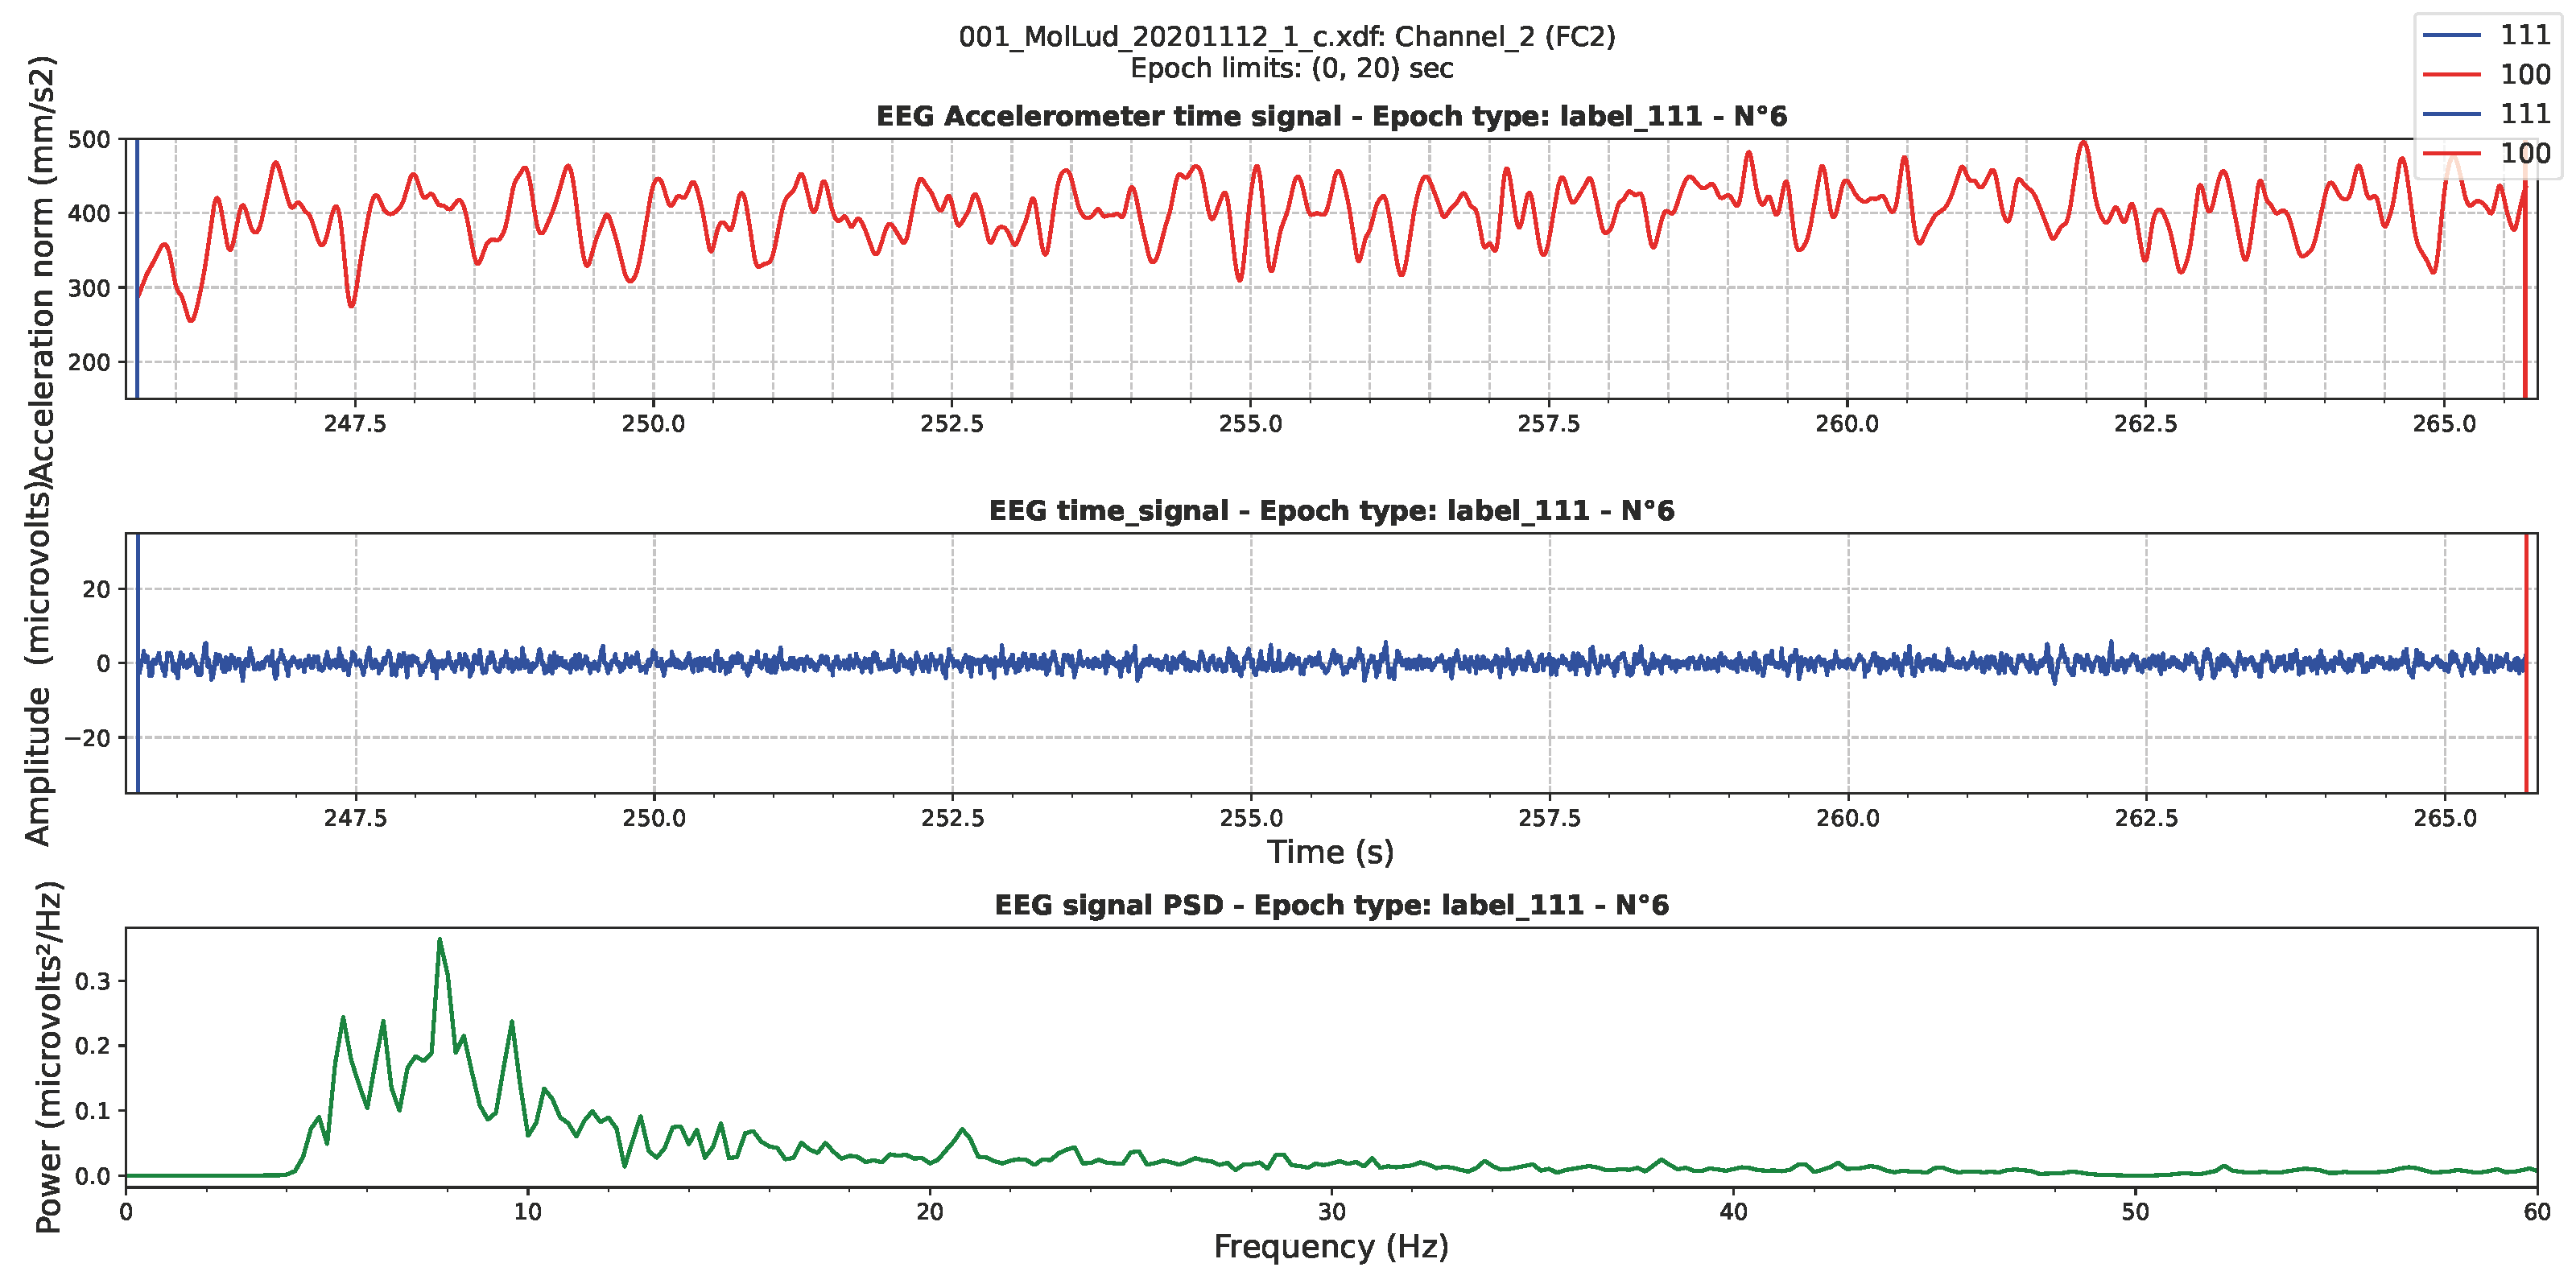 001_MolLud_20201112_1_c.xdf: Channel_2 (FC2)
Epoch limits: (0, 20) sec
111
100
111
100
EEG Accelerometer time signal - Epoch type: label_111 - N°6
Acceleration norm (mm/s2)
500
400
300
200
247.5 250.0 252.5 255.0 257.5 260.0 262.5 265.0
EEG time_signal - Epoch type: label_111 - N°6
Amplitude (microvolts)
20
0
−20
247.5 250.0 252.5 255.0 257.5 260.0 262.5 265.0
Time (s)
EEG signal PSD - Epoch type: label_111 - N°6
Power (microvolts²/Hz)
0.3
0.2
0.1
0.0
0 10 20 30 40 50 60
Frequency (Hz)